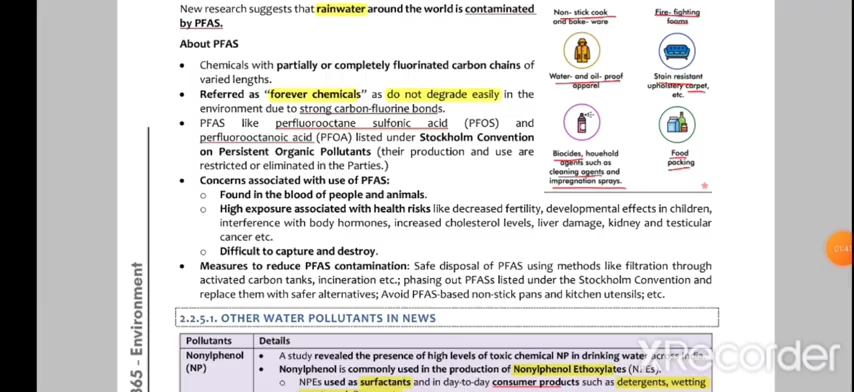 New research suggests that rainwater around the world is contaminated
by PFAS.
About PFAS
• Chemicals with partially or completely fluorinated carbon chains of
varied lengths.
• Referred as "forever chemicals" as do not degrade easily in the
environment due to strong carbon-fluorine bonds.
• PFAS like perfluorooctane sulfonic acid (PFOS) and
perfluorooctanoic acid (PFOA) listed under Stockholm Convention
on Persistent Organic Pollutants (their production and use are
restricted or eliminated in the Parties.)
• Concerns associated with use of PFAS:
o Found in the blood of people and animals.
o High exposure associated with health risks like decreased fertility, developmental effects in children,
interference with body hormones, increased cholesterol levels, liver damage, kidney and testicular
cancer etc.
o Difficult to capture and destroy.
• Measures to reduce PFAS contamination: Safe disposal of PFAS using methods like filtration through
activated carbon tanks, incineration etc.; phasing out PFASs listed under the Stockholm Convention and
replace them with safer alternatives; Avoid PFAS-based non-stick pans and kitchen utensils; etc.
Non- stick cook
and bake- ware
Fire- fighting
foams
Water- and oil- proof
apparel
Stain resistant
upholstery carpet,
etc.
Biocides, houehold
agents such as
cleaning agents and
impregnation sprays.
Food
packing
2.2.5.1. OTHER WATER POLLUTANTS IN NEWS
Pollutants Details
Nonylphenol
(NP)
• A study revealed the presence of high levels of toxic chemical NP in drinking water across India.
• Nonylphenol is commonly used in the production of Nonylphenol Ethoxylates (NPEs).
o NPEs used as surfactants and in day-to-day consumer products such as detergents, wetting
365 - Environment
01:41
XRecorder